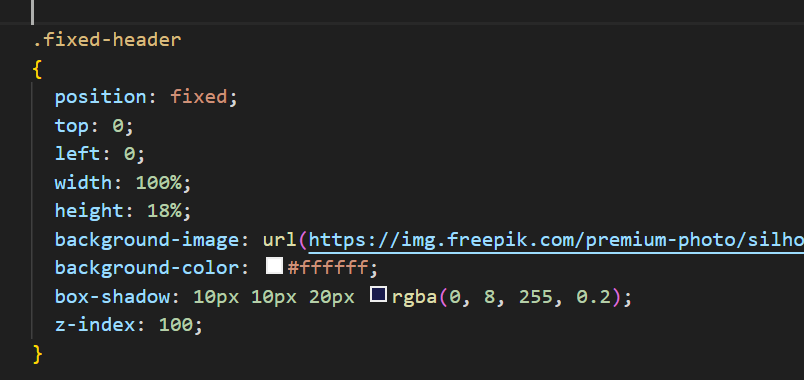 .fixed-header
{
position: fixed;
top: 0;
left: 0;
width: 100%;
height: 18%;
background-image: url(https://img.freepik.com/premium-photo/silho
background-color: #ffffff;
box-shadow: 10px 10px 20px rgba(0, 8, 255, 0.2);
z-index: 100;
}